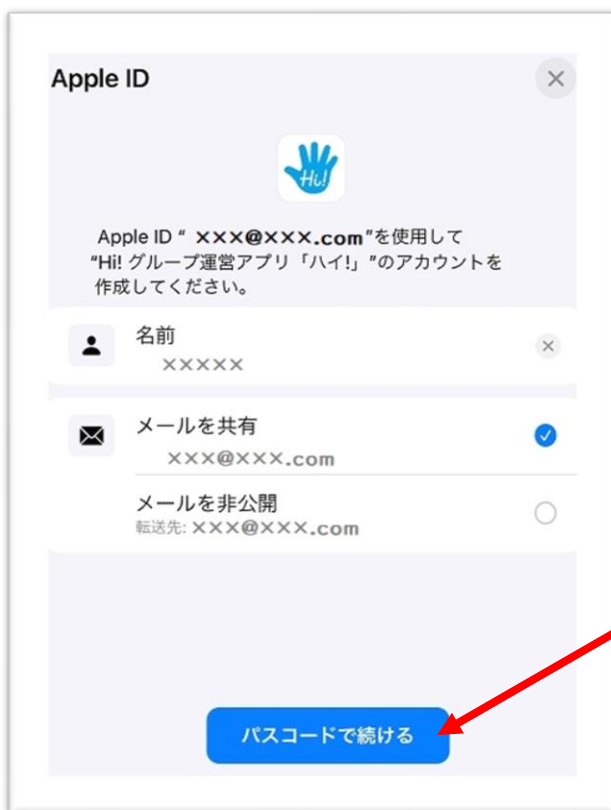 Apple ID
Hi!
Apple ID “ ×××@×××.com”を使用して
“Hi! グループ運営アプリ「ハイ!」”のアカウントを
作成してください。
名前
×××××
メールを共有
×××@×××.com
メールを非公開
転送先: ×××@×××.com
パスコードで続ける